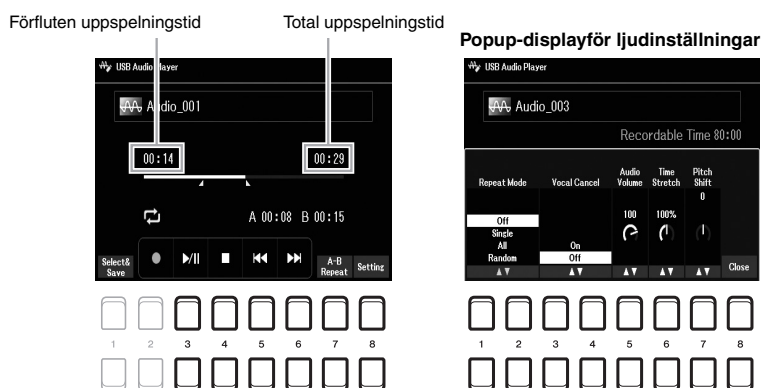 Förfluten uppspelningstid
Total uppspelningstid
USB Audio Player
Audio_001
00:14
00:29
A 00:08 B 00:15
Select&
Save
A-B
Repeat
Setting
1 2 3 4 5 6 7 8
Popup-displayför ljudinställningar
USB Audio Player
Audio_003
Recordable Time 80:00
Repeat Mode
Off
Single
All
Random
Vocal Cancel
On
Off
Audio
Volume
100
Time
Stretch
100%
Pitch
Shift
0
Close
1 2 3 4 5 6 7 8